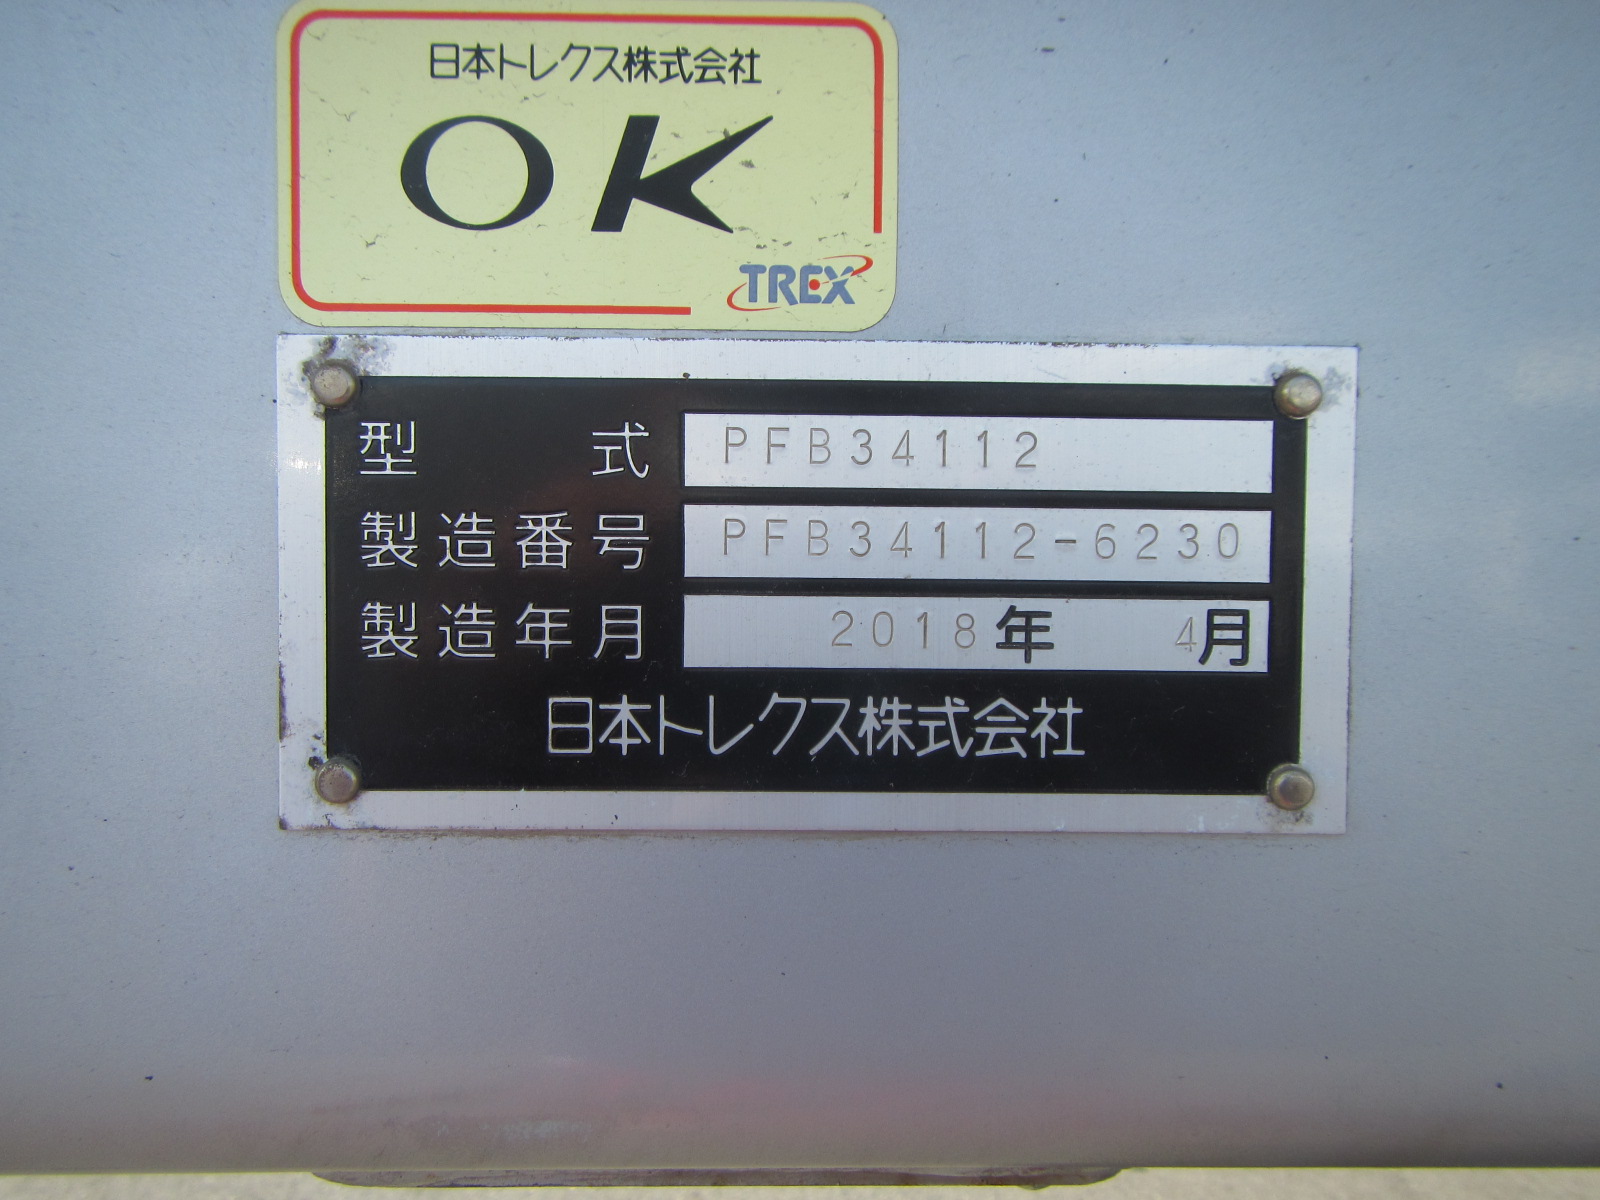 日本トレクス株式会社
OK
TREX
型式 PFB34112
製造番号 PFB34112-6230
製造年月 2018年 4月
日本トレクス株式会社